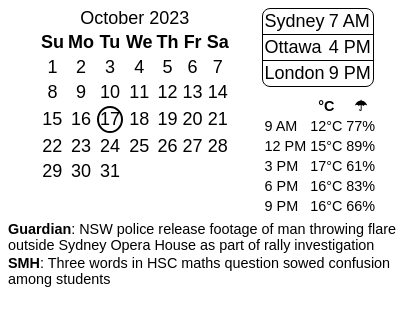 October 2023
Su Mo Tu We Th Fr Sa
1 2 3 4 5 6 7
8 9 10 11 12 13 14
15 16 17 18 19 20 21
22 23 24 25 26 27 28
29 30 31
Sydney 7 AM
Ottawa 4 PM
London 9 PM
°C ☂
9 AM 12°C 77%
12 PM 15°C 89%
3 PM 17°C 61%
6 PM 16°C 83%
9 PM 16°C 66%
Guardian: NSW police release footage of man throwing flare
outside Sydney Opera House as part of rally investigation
SMH: Three words in HSC maths question sowed confusion
among students